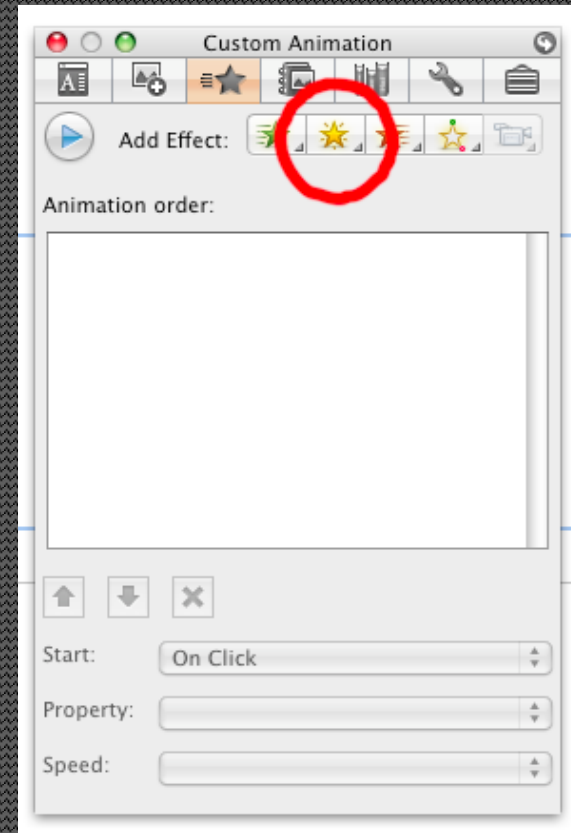 Custom Animation
A
Add Effect:
Animation order:
Start:
On Click
Property:
Speed: